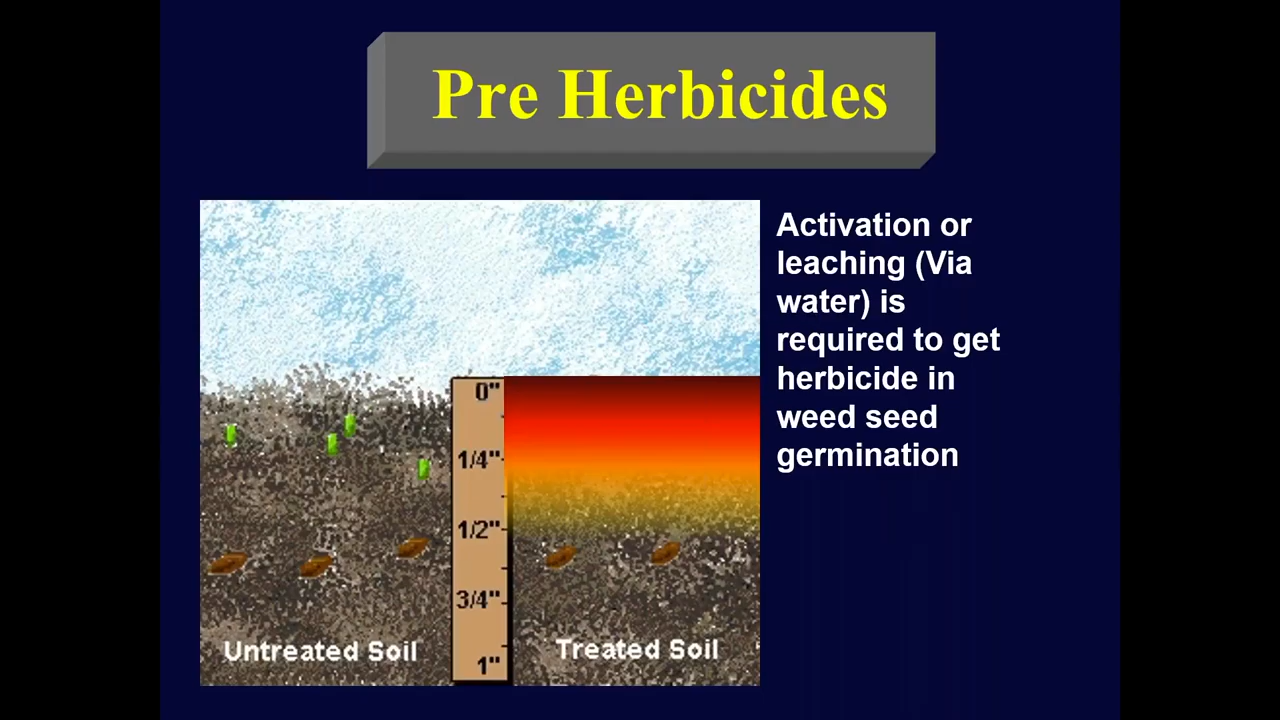 Pre Herbicides
Activation or
leaching (Via
water) is
required to get
herbicide in
weed seed
germination
0"
1/4"
1/2"
3/4"
1"
Untreated Soil
Treated Soil